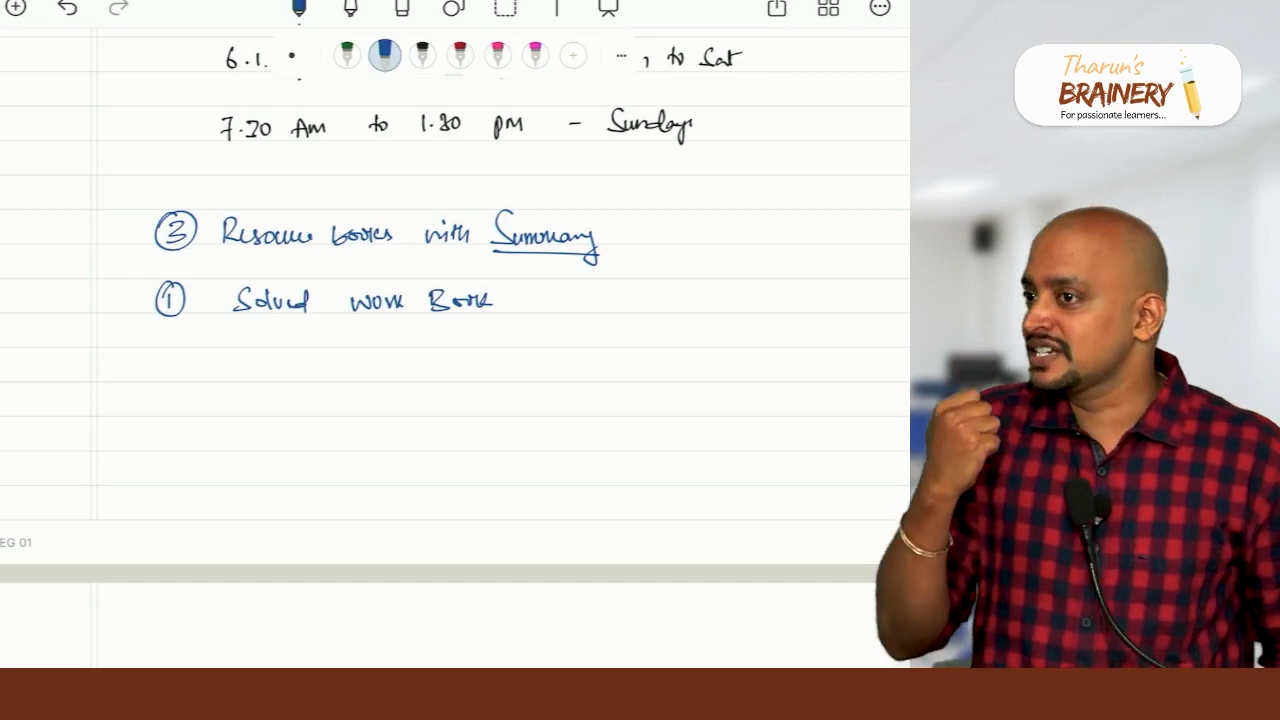 6.1. , to Sat
7.30 Am to 1.30 pm - Sundays
③ Resource books with Summary
① Solved work Book
EG 01
Tharun's
BRAINERY
For passionate learners...